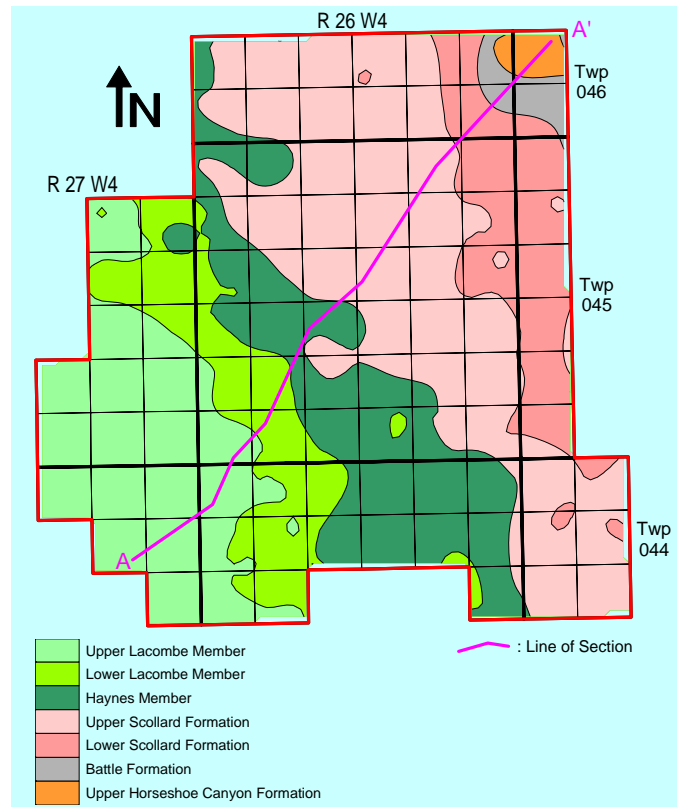 R 26 W4
A'
Twp
046
N
R 27 W4
Twp
045
Twp
044
A
Upper Lacombe Member
Lower Lacombe Member
Haynes Member
Upper Scollard Formation
Lower Scollard Formation
Battle Formation
Upper Horseshoe Canyon Formation
: Line of Section